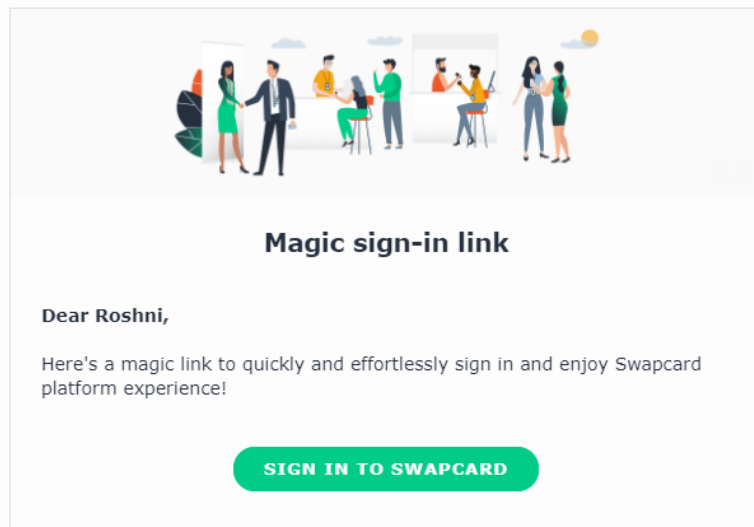 Magic sign-in link
Dear Roshni,
Here's a magic link to quickly and effortlessly sign in and enjoy Swapcard
platform experience!
SIGN IN TO SWAPCARD